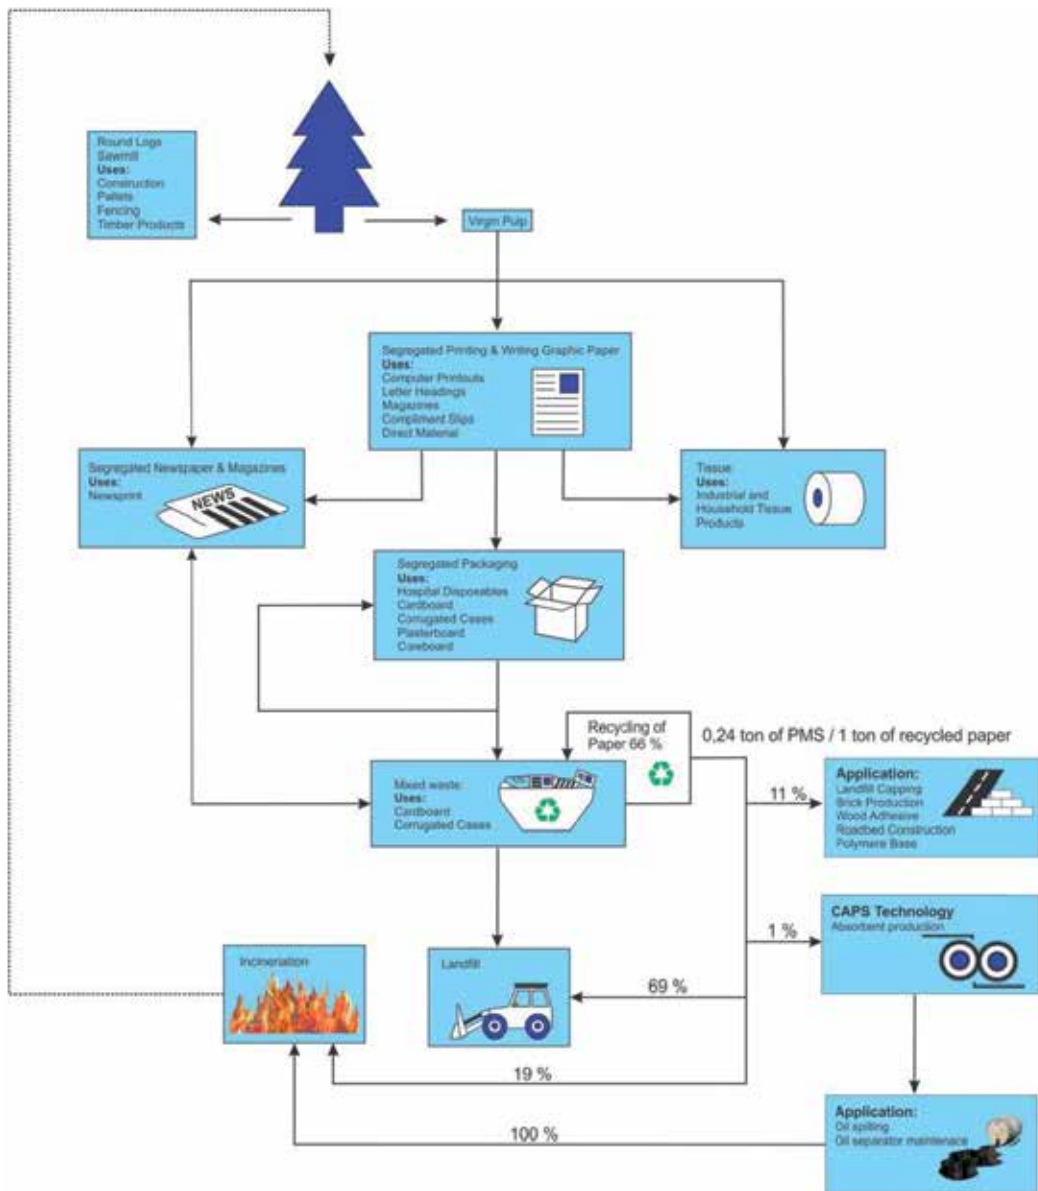 Round Logs
Sawmill
Uses:
Construction
Pallets
Fencing
Timber Products
Virgin Pulp
Segregated Printing & Writing Graphic Paper
Uses:
Computer Printouts
Letter Headings
Magazines
Compliment Slips
Direct Material
Segregated Newspaper & Magazines
Uses:
Newsprint
NEWS
Tissue
Uses:
Industrial and
Household Tissue
Products
Segregated Packaging
Uses:
Hospital Disposables
Cardboard
Corrugated Cases
Plasterboard
Coreboard
Recycling of
Paper 66 %
0,24 ton of PMS / 1 ton of recycled paper
Mixed waste:
Uses:
Cardboard
Corrugated Cases
11 %
Application:
Landfill Capping
Brick Production
Wood Adhesive
Roadbed Construction
Polymere Base
1 %
CAPS Technology
Absorbent production
Incineriation
Landfill
69 %
19 %
100 %
Application:
Oil spilling
Oil separator maintenace